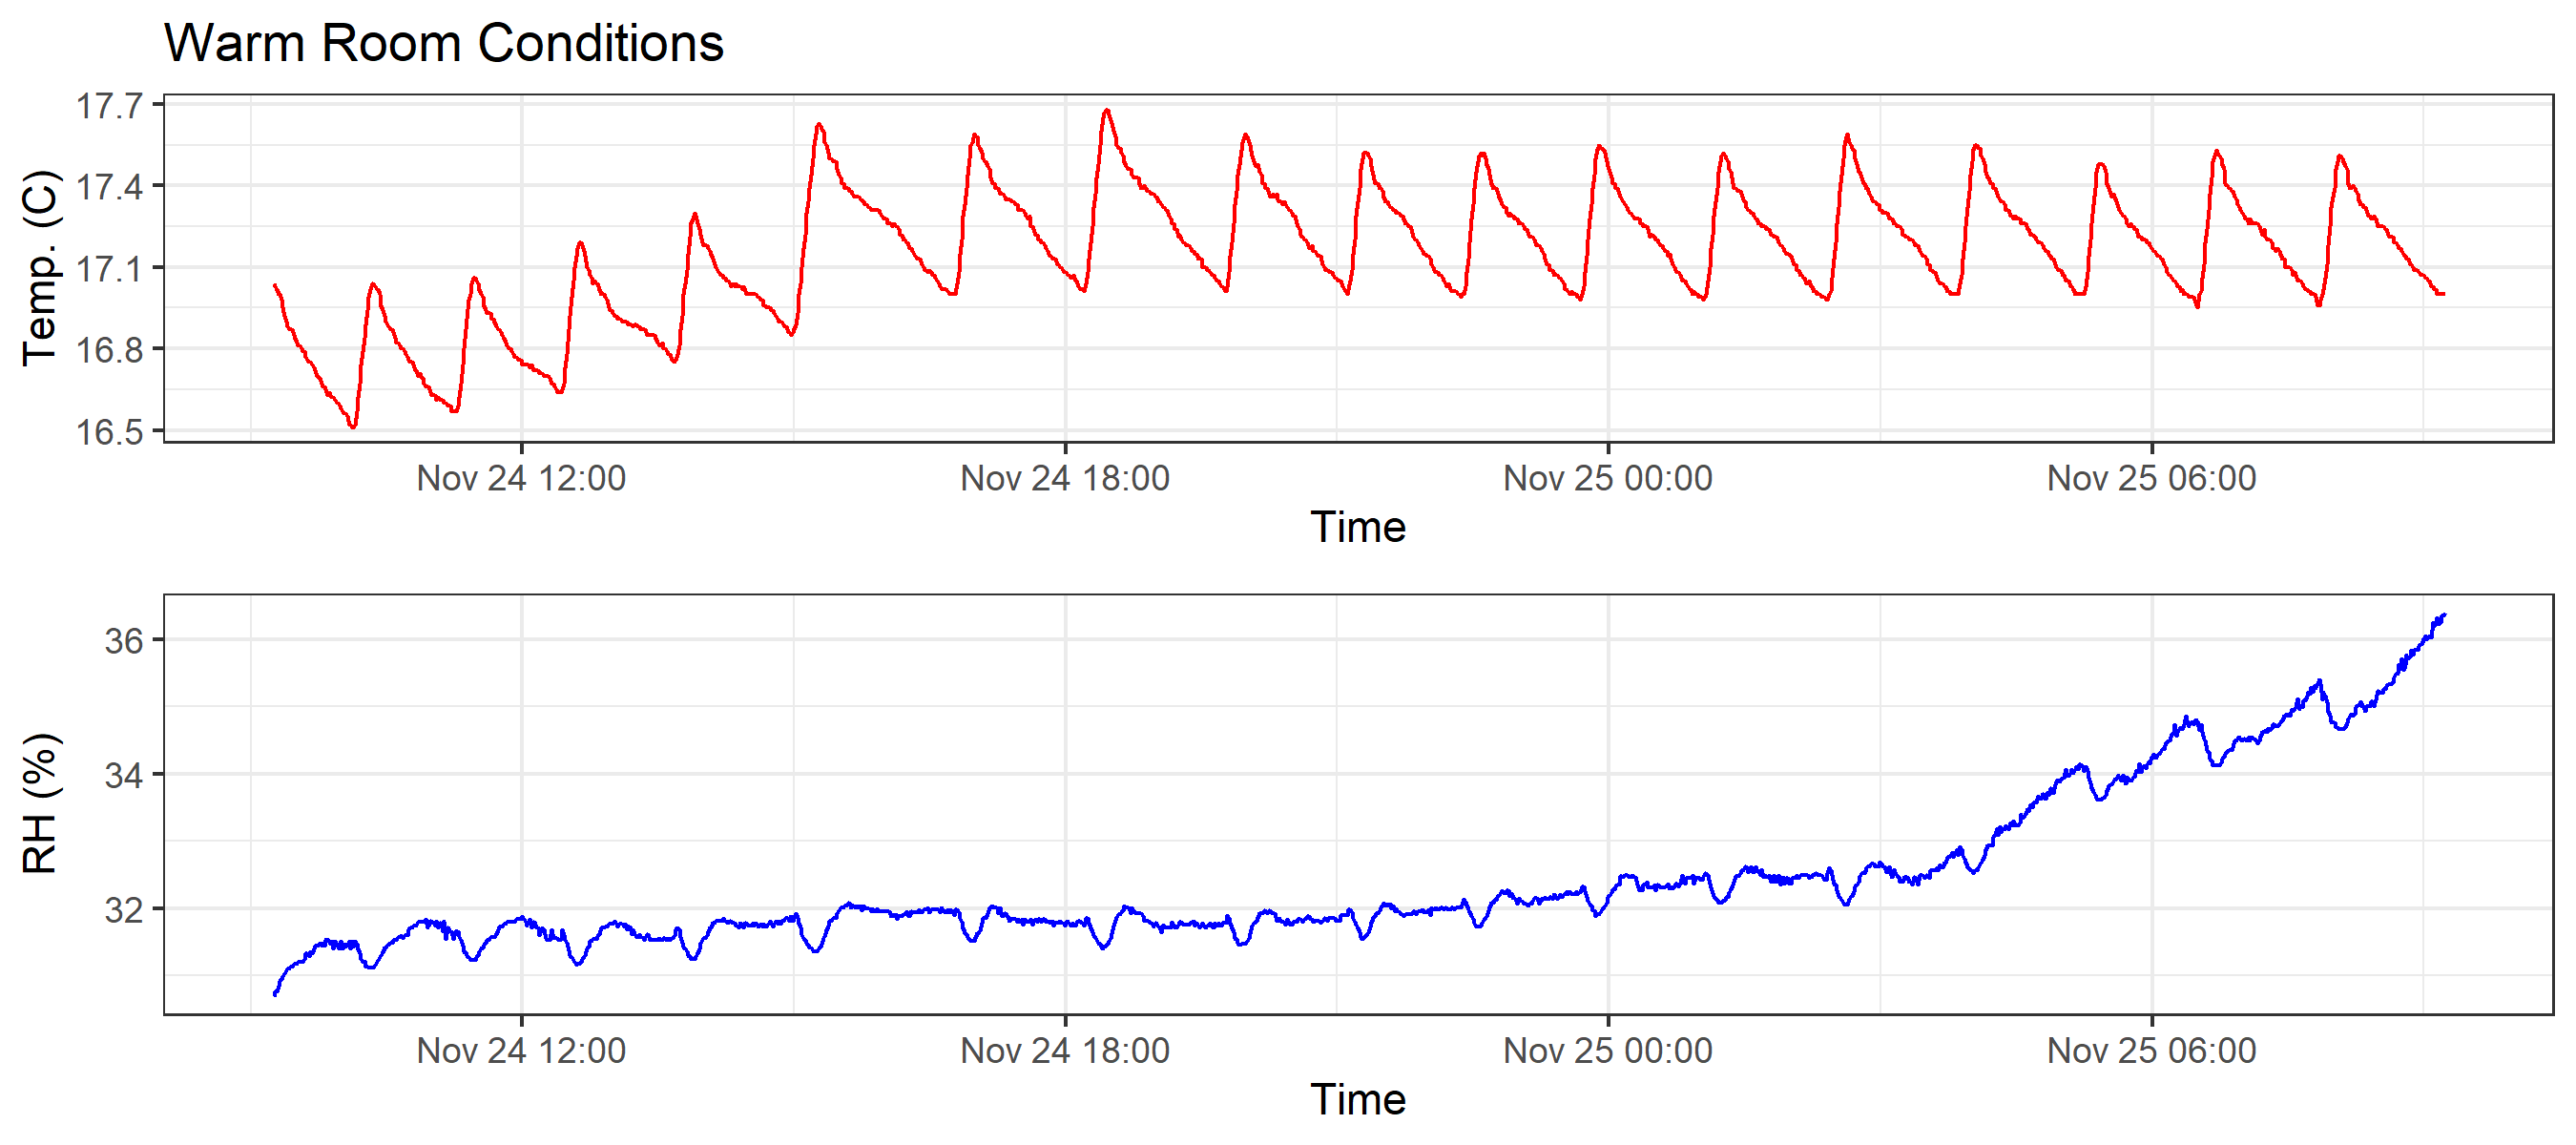 Warm Room Conditions
Temp. (C)
17.7
17.4
17.1
16.8
16.5
Nov 24 12:00 Nov 24 18:00 Nov 25 00:00 Nov 25 06:00
Time
RH (%)
36
34
32
Nov 24 12:00 Nov 24 18:00 Nov 25 00:00 Nov 25 06:00
Time